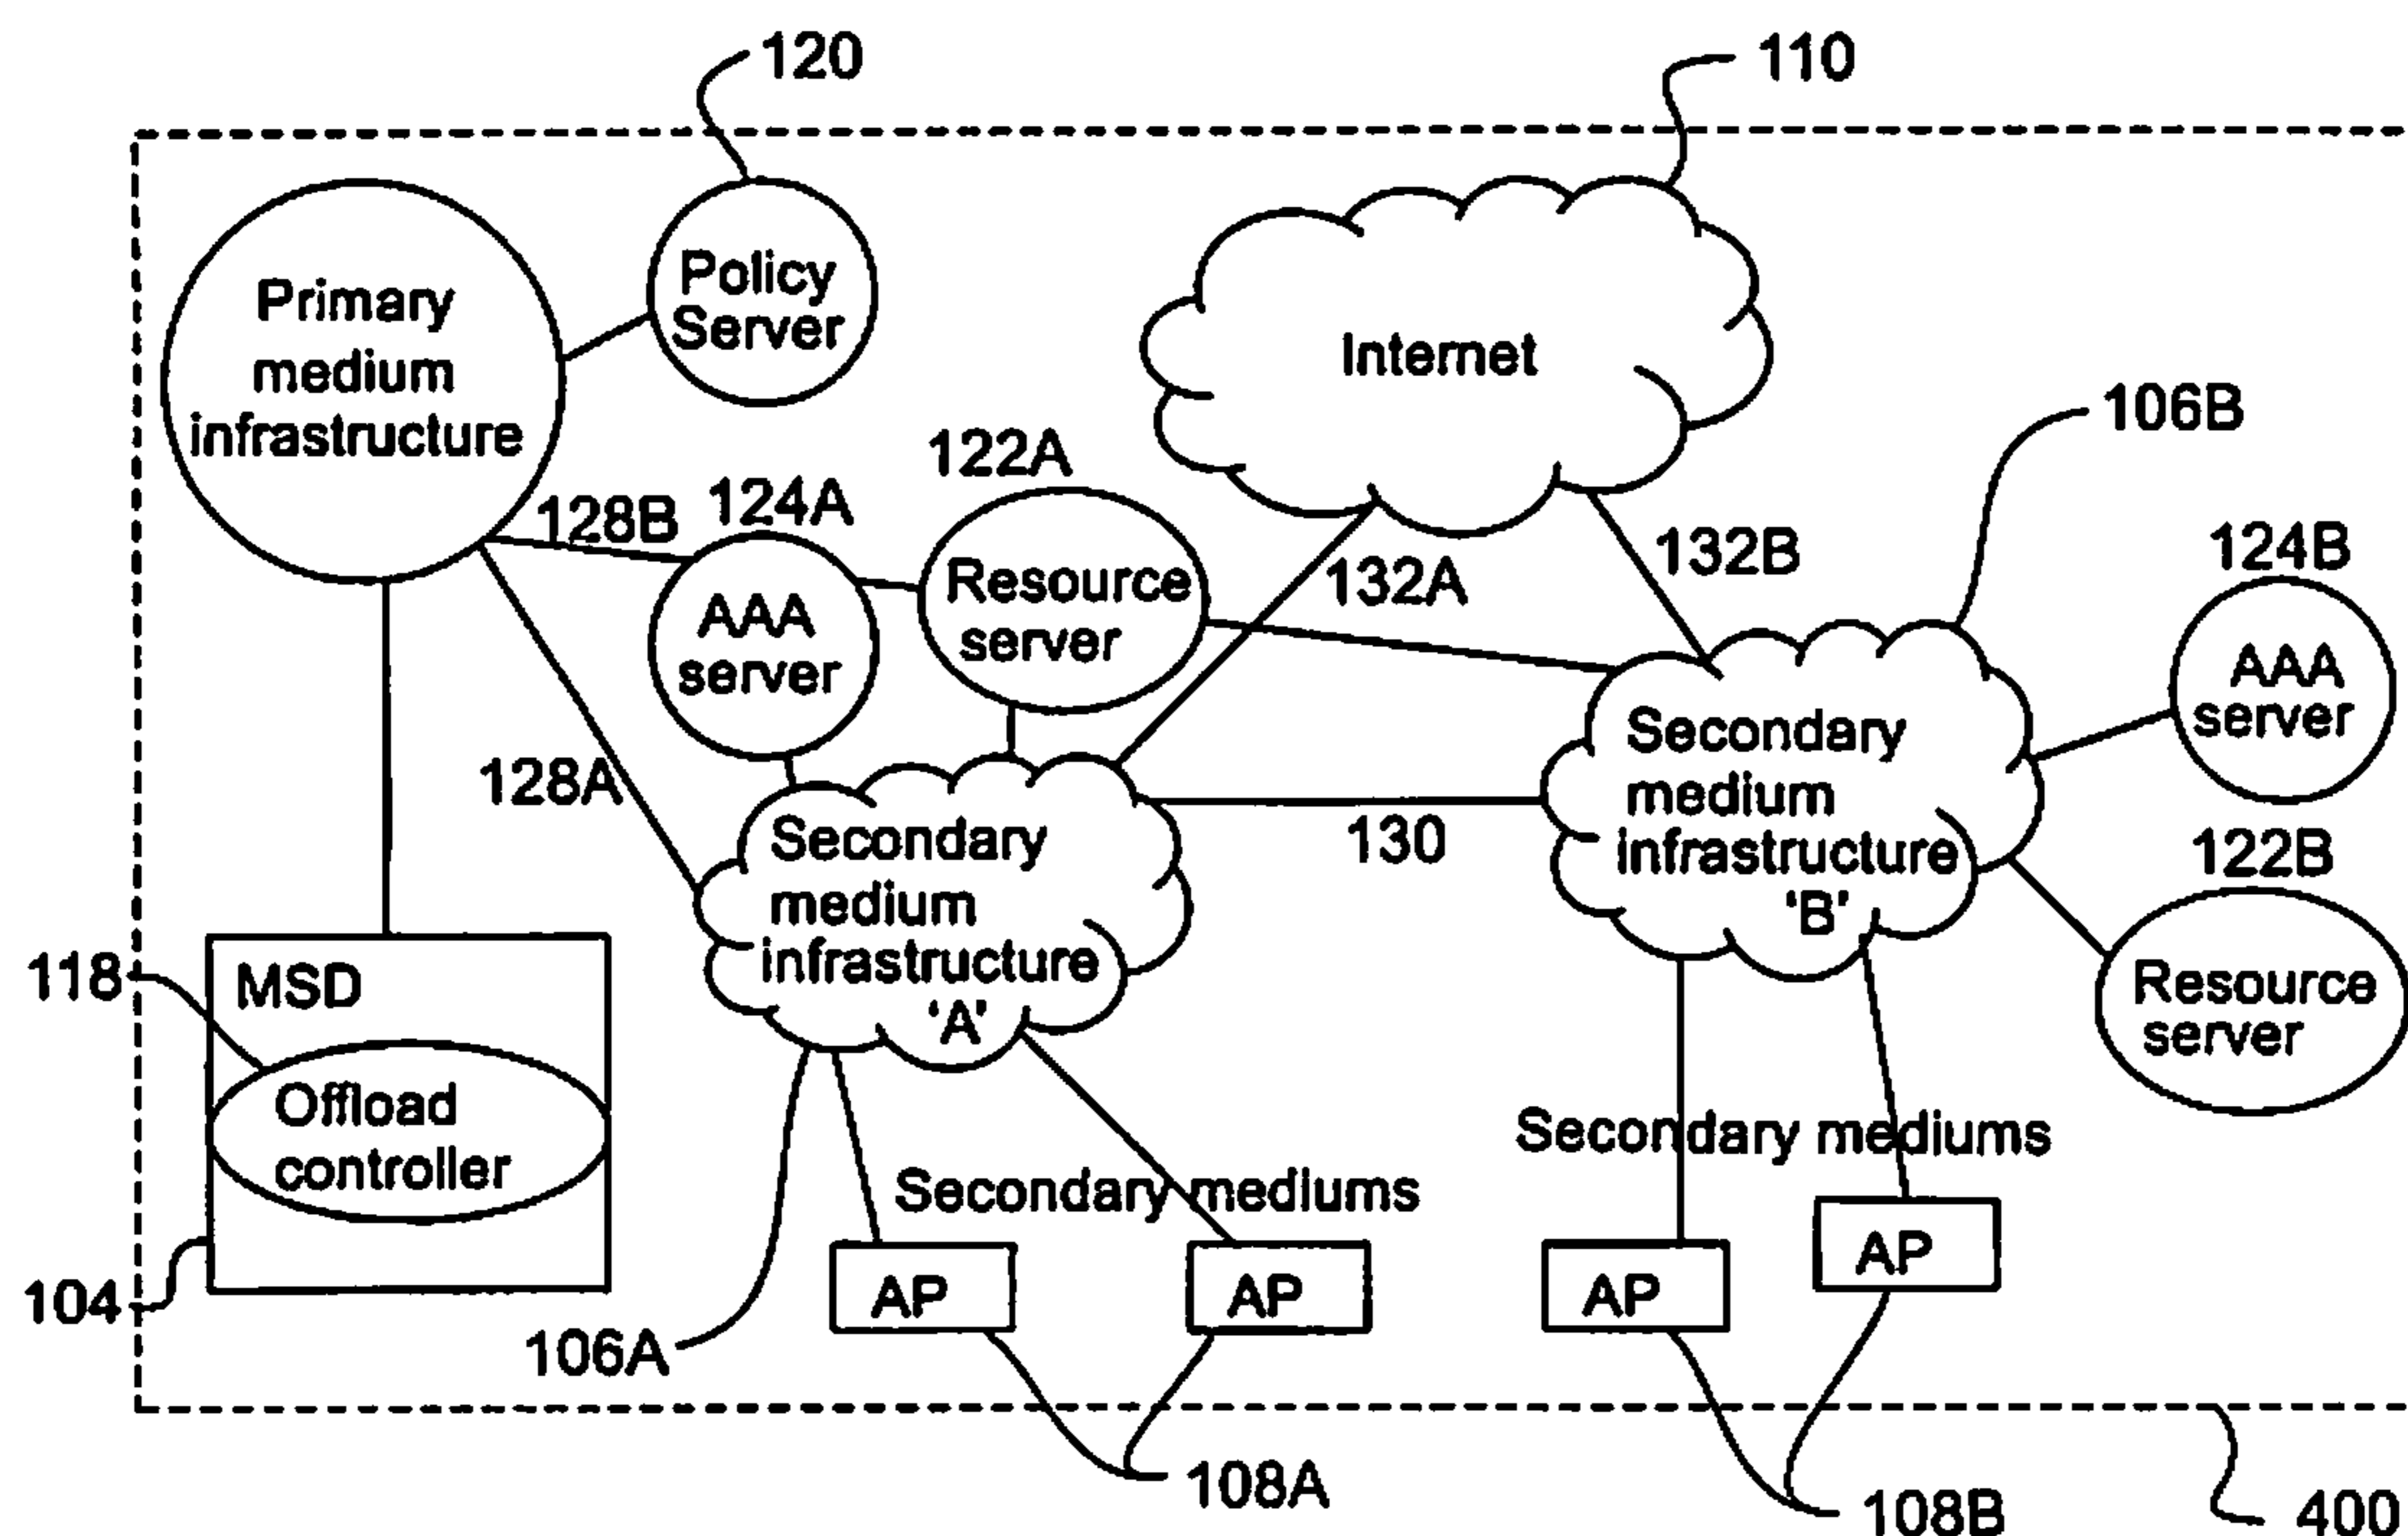 120
110
Primary
medium
infrastructure
Policy
Server
Internet
106B
122A
128B
124A
Resource
server
132A
132B
124B
AAA
server
AAA
server
128A
Secondary
medium
infrastructure
'A'
130
Secondary
medium
infrastructure
'B'
122B
Resource
server
118
MSD
Offload
controller
104
Secondary mediums
Secondary mediums
AP
AP
AP
AP
106A
108A
108B
400